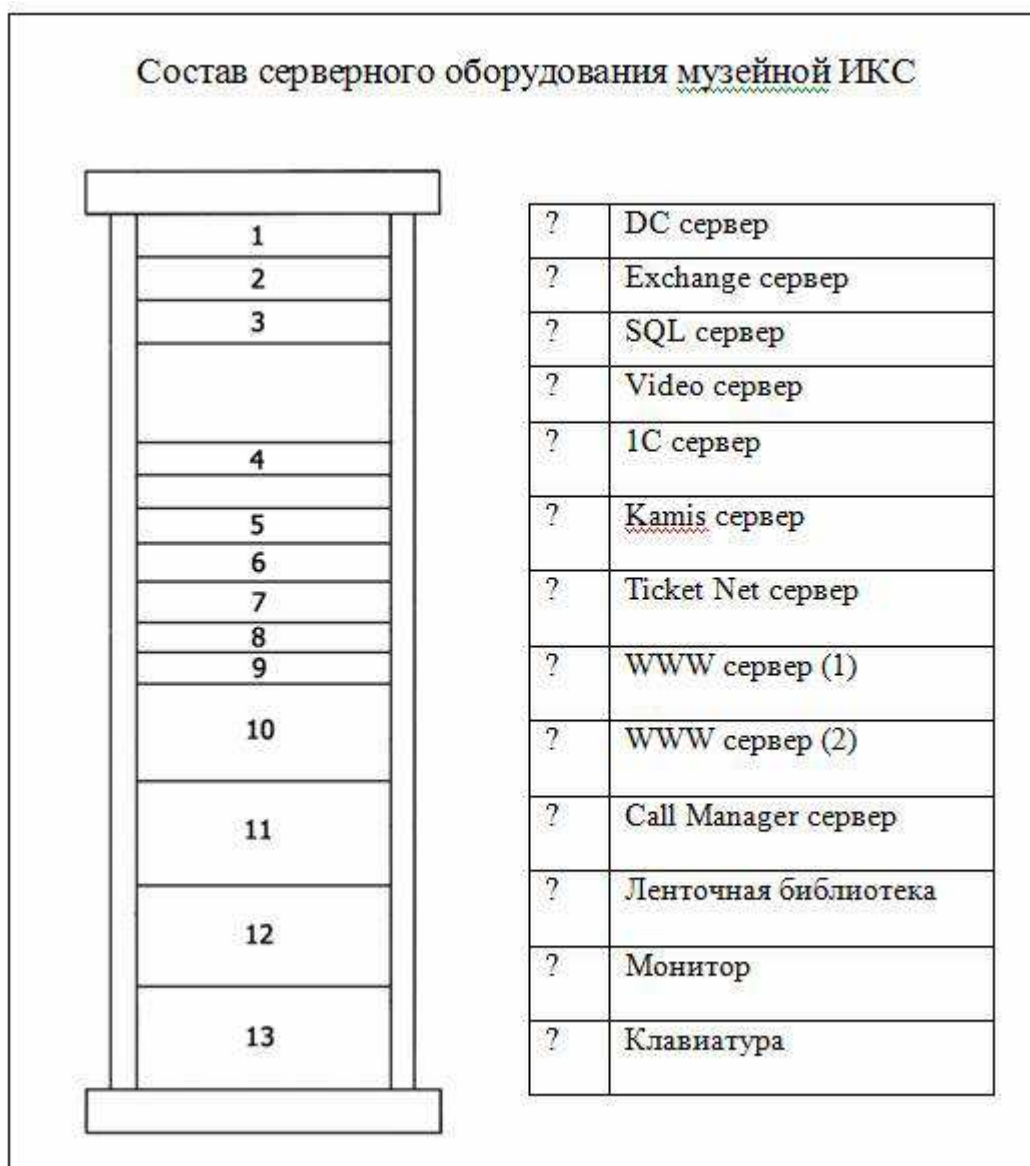 Состав серверного оборудования музейной ИКС
1
2
3
4
5
6
7
8
9
10
11
12
13
? DC сервер
? Exchange сервер
? SQL сервер
? Video сервер
? 1С сервер
? Kamis сервер
? Ticket Net сервер
? WWW сервер (1)
? WWW сервер (2)
? Call Manager сервер
? Ленточная библиотека
? Монитор
? Клавиатура